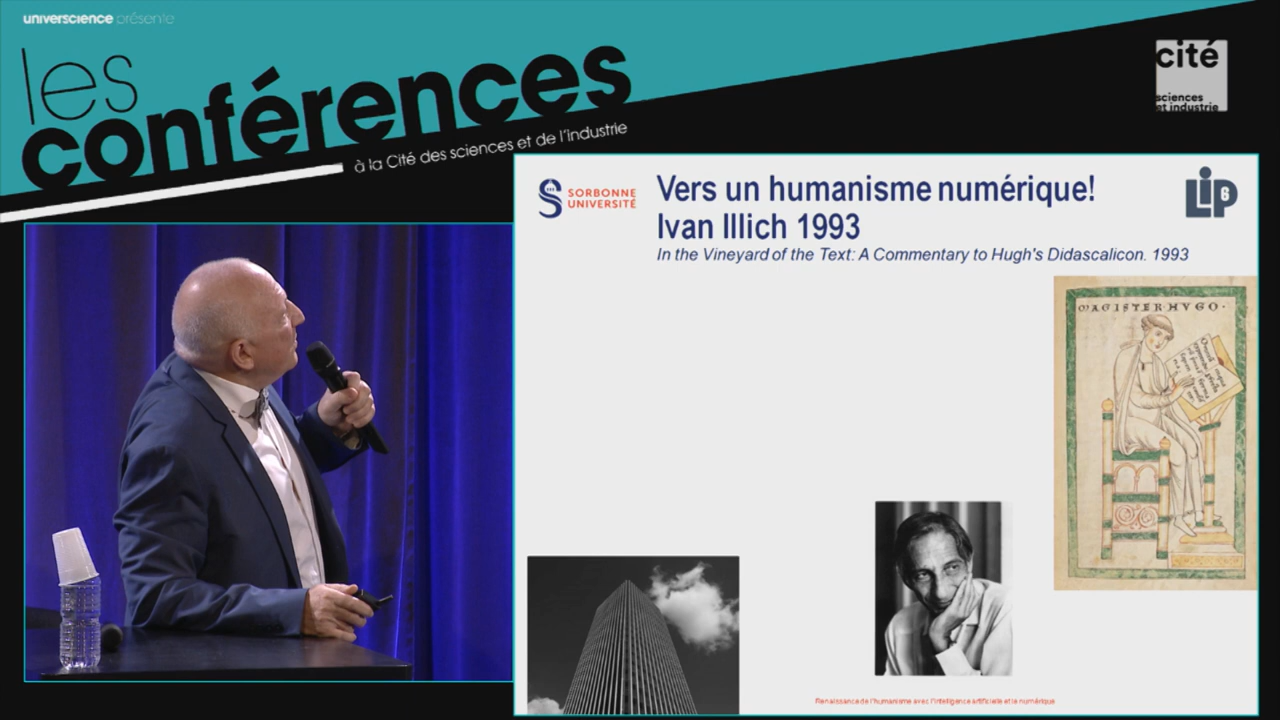 universcience présente
les
conférences
à la Cité des sciences et de l'industrie
cité
sciences
et industrie
SORBONNE
UNIVERSITÉ
Vers un humanisme numérique!
Ivan Illich 1993
In the Vineyard of the Text: A Commentary to Hugh's Didascalicon. 1993
LIP6
MAGISTER HVGO ·
Renaissance de l'humanisme avec l'intelligence artificielle et le numérique